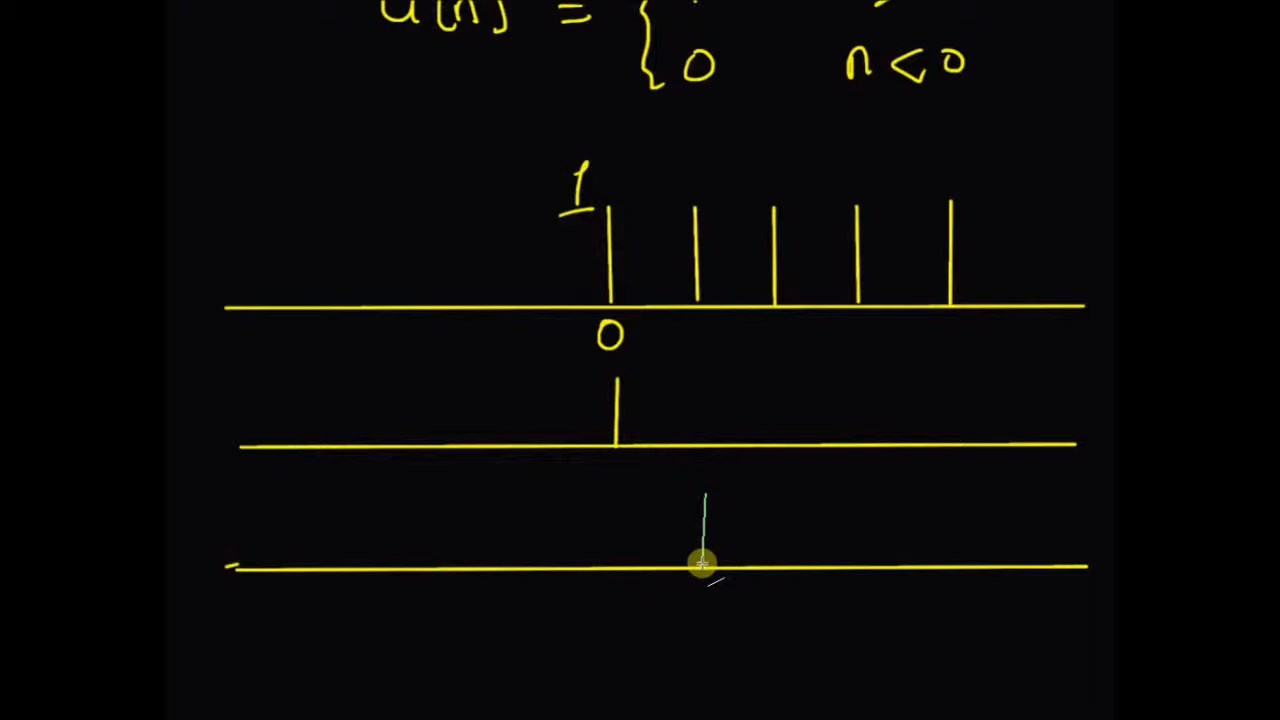 u(n) = {
0 n < 0
1
0